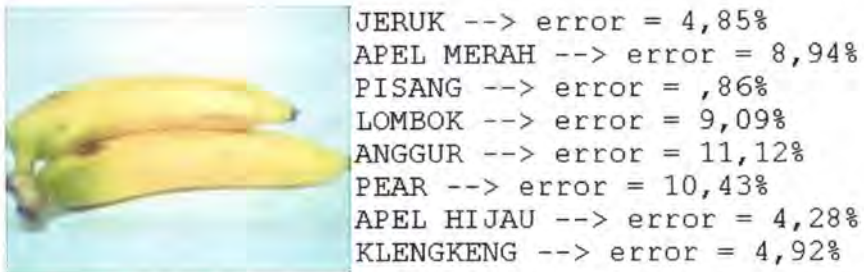 JERUK --> error = 4,85%
APEL MERAH --> error = 8,94%
PISANG --> error = ,86%
LOMBOK --> error = 9,09%
ANGGUR --> error = 11,12%
PEAR --> error = 10,43%
APEL HIJAU --> error = 4,28%
KLENGKENG --> error = 4,92%